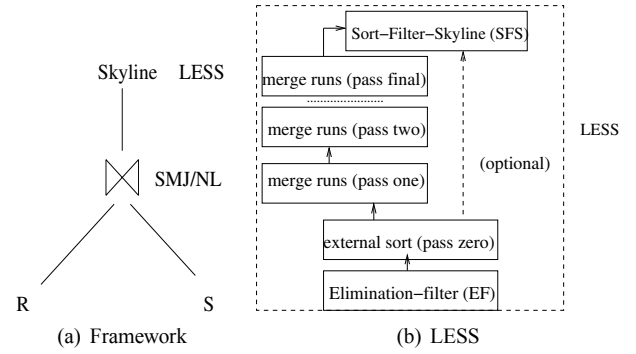 Skyline LESS
SMJ/NL
R
S
(a) Framework
Sort−Filter−Skyline (SFS)
merge runs (pass final)
merge runs (pass two)
merge runs (pass one)
(optional)
external sort (pass zero)
Elimination−filter (EF)
LESS
(b) LESS